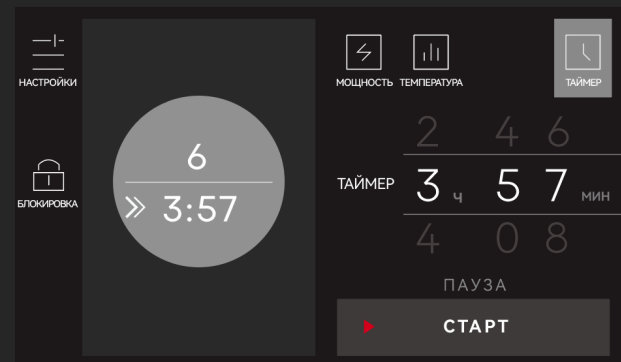 НАСТРОЙКИ
БЛОКИРОВКА
6
3:57
МОЩНОСТЬ ТЕМПЕРАТУРА ТАЙМЕР
2 4 6
ТАЙМЕР 3 ч 5 7 мин
4 0 8
ПАУЗА
СТАРТ